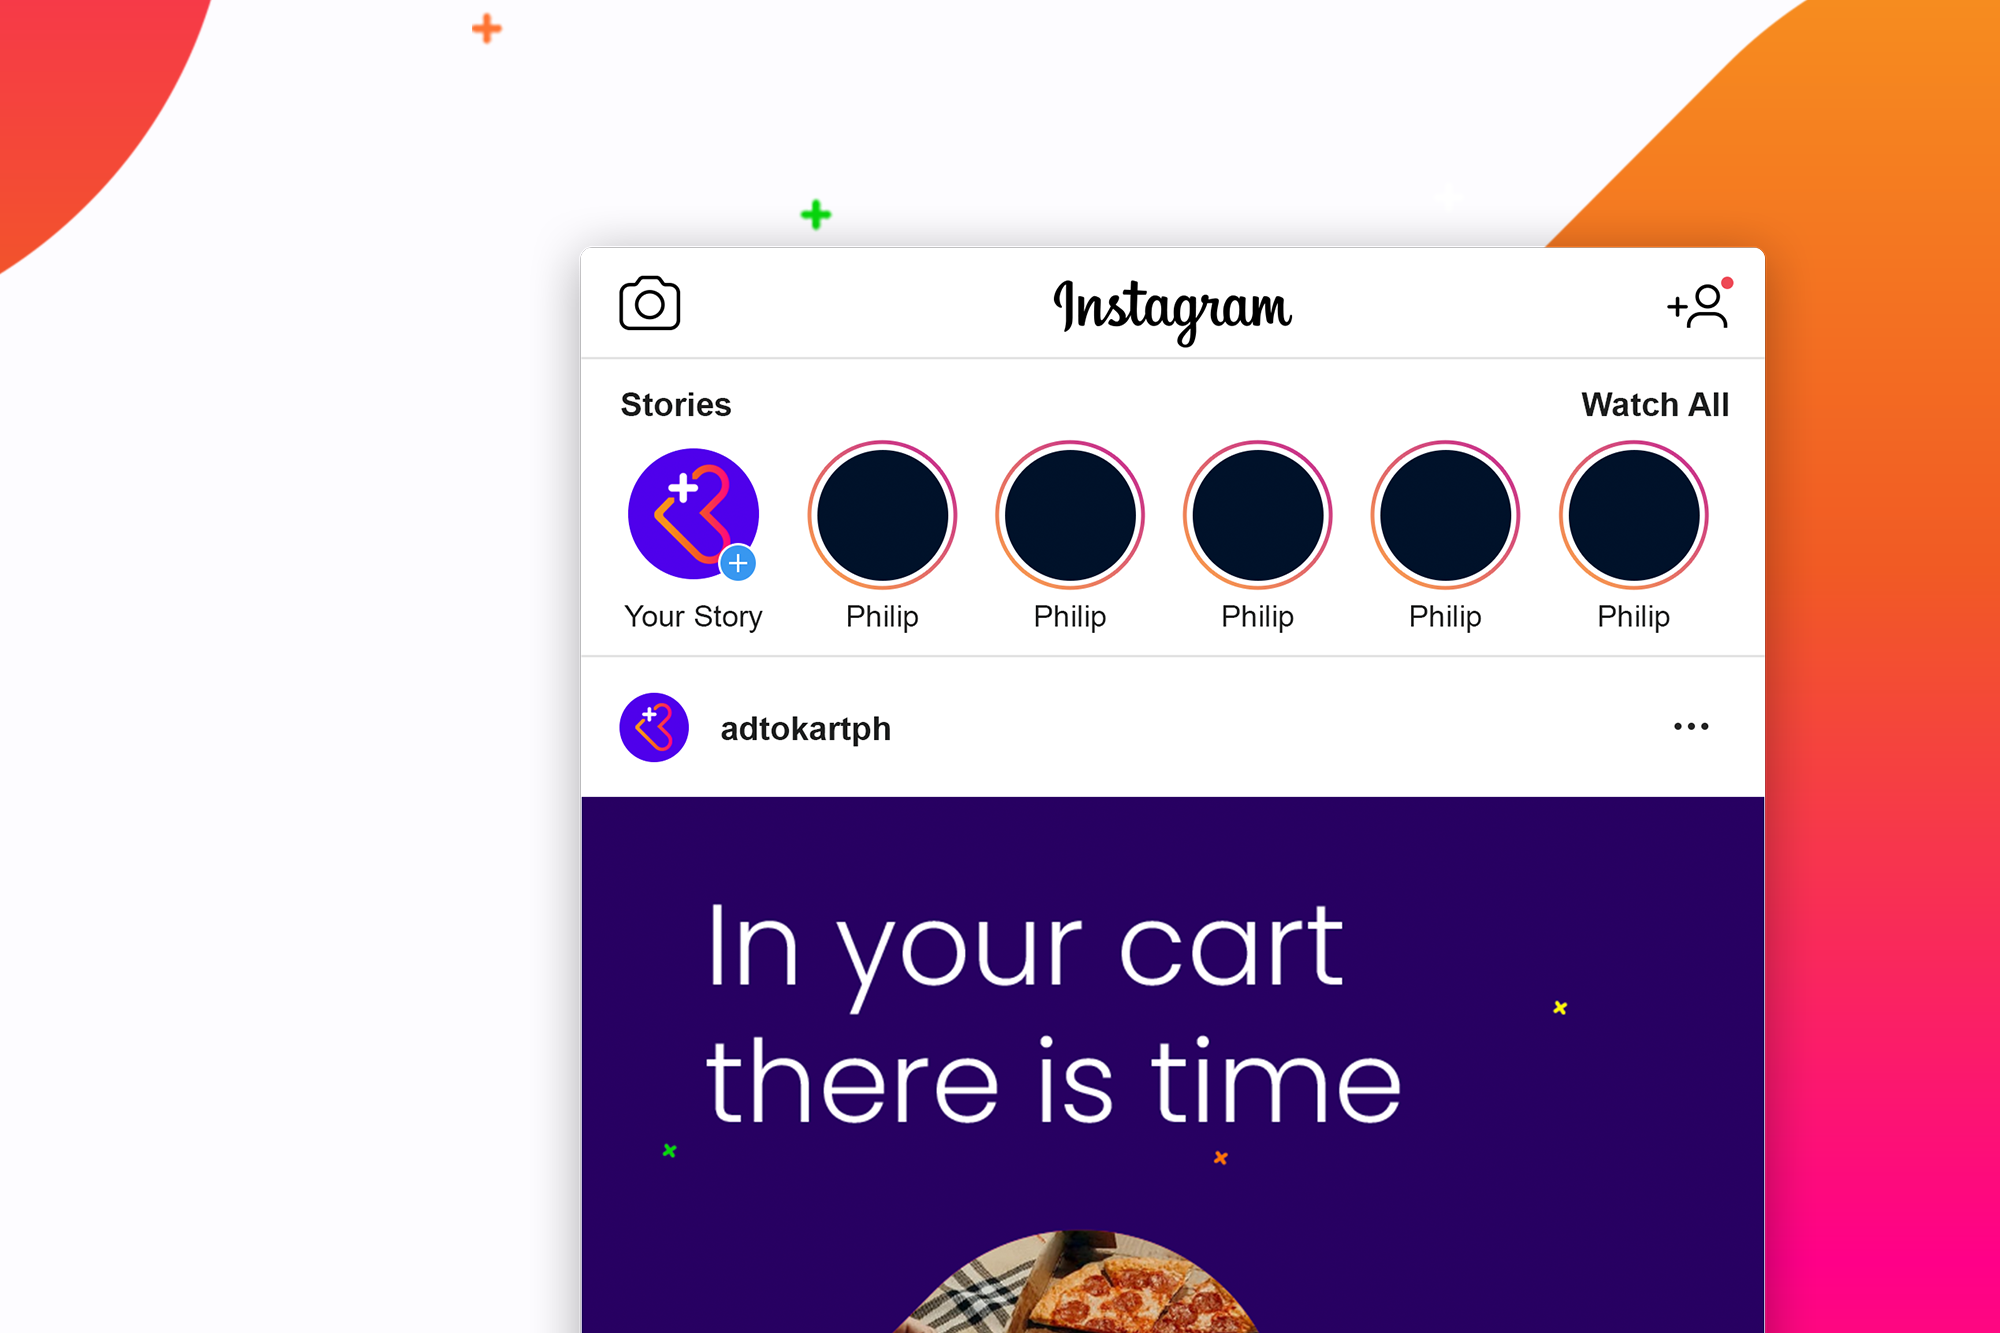 Instagram
Stories
Watch All
Your Story
Philip
Philip
Philip
Philip
Philip
adtokartph
In your cart
there is time